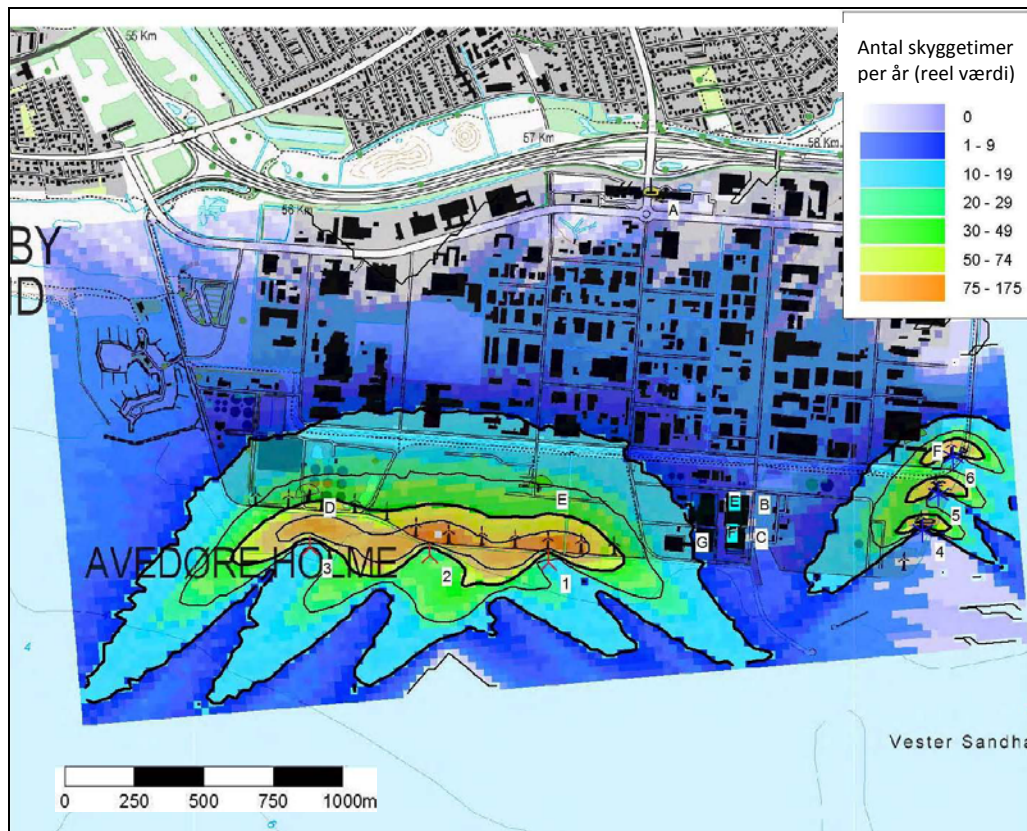 55 Km
57 Km
58 Km
56 Km
A
Antal skyggetimer
per år (reel værdi)
0
1 - 9
10 - 19
20 - 29
30 - 49
50 - 74
75 - 175
BY
D
F
6
5
4
E
D
E
B
F
C
G
AVEDØRE HOLME
3
2
1
4
6
Vester Sandha
0
250
500
750
1000m